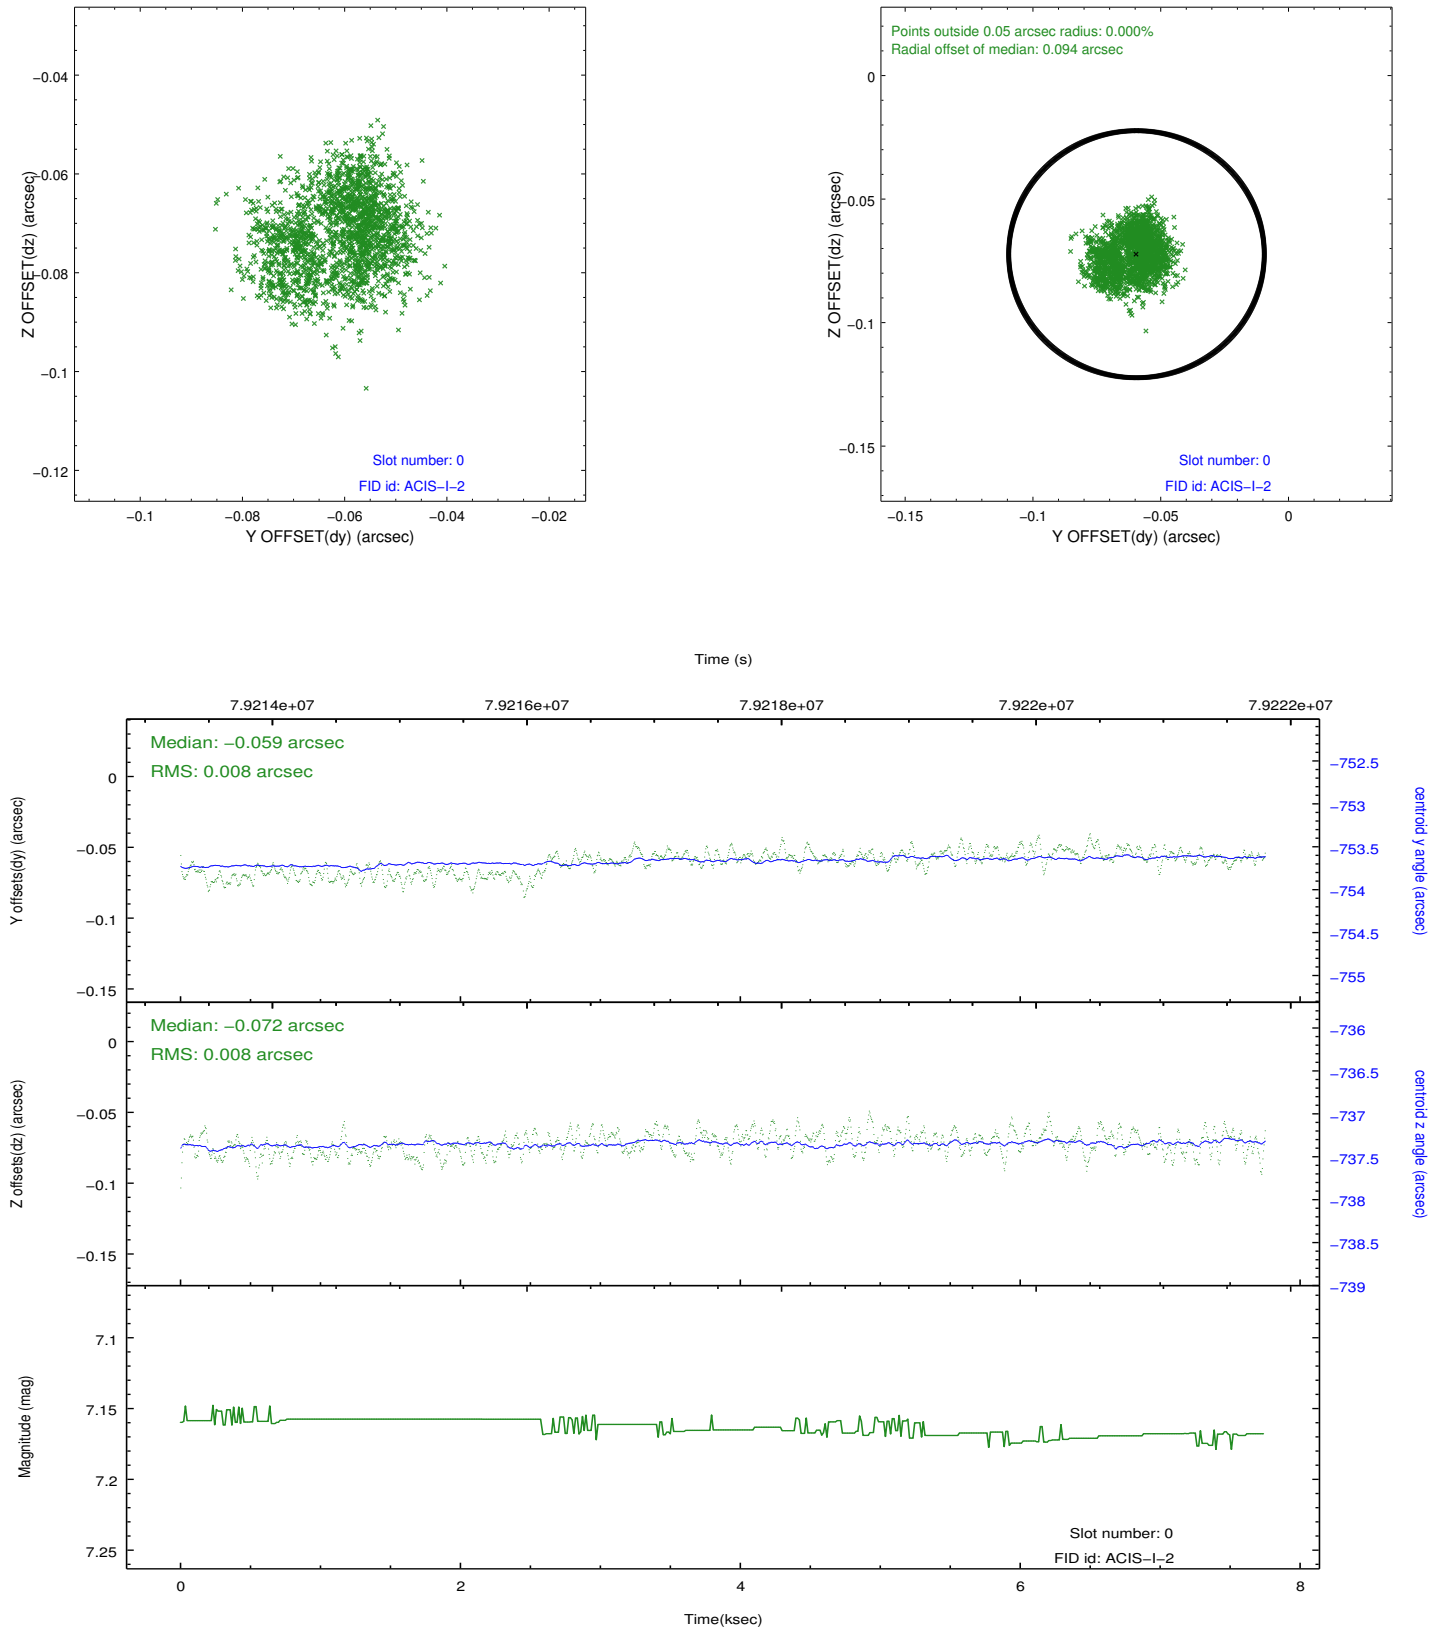 −0.04
−0.06
−0.08
−0.1
−0.12
Z OFFSET(dz) (arcsec)
Slot number: 0
FID id: ACIS−I−2
−0.1
−0.08
−0.06
−0.04
−0.02
Y OFFSET(dy) (arcsec)
Points outside 0.05 arcsec radius: 0.000%
Radial offset of median: 0.094 arcsec
0
−0.05
−0.1
−0.15
Z OFFSET(dz) (arcsec)
Slot number: 0
FID id: ACIS−I−2
−0.15
−0.1
−0.05
0
Y OFFSET(dy) (arcsec)
Time (s)
7.9214e+07
7.9216e+07
7.9218e+07
7.922e+07
7.9222e+07
Median: −0.059 arcsec
RMS: 0.008 arcsec
0
−0.05
−0.1
−0.15
Y offsets(dy) (arcsec)
−752.5
−753
−753.5
−754
−754.5
−755
centroid y angle (arcsec)
Median: −0.072 arcsec
RMS: 0.008 arcsec
0
−0.05
−0.1
−0.15
Z offsets(dz) (arcsec)
−736
−736.5
−737
−737.5
−738
−738.5
−739
centroid z angle (arcsec)
7.1
7.15
7.2
7.25
Magnitude (mag)
Slot number: 0
FID id: ACIS−I−2
0
2
4
6
8
Time(ksec)